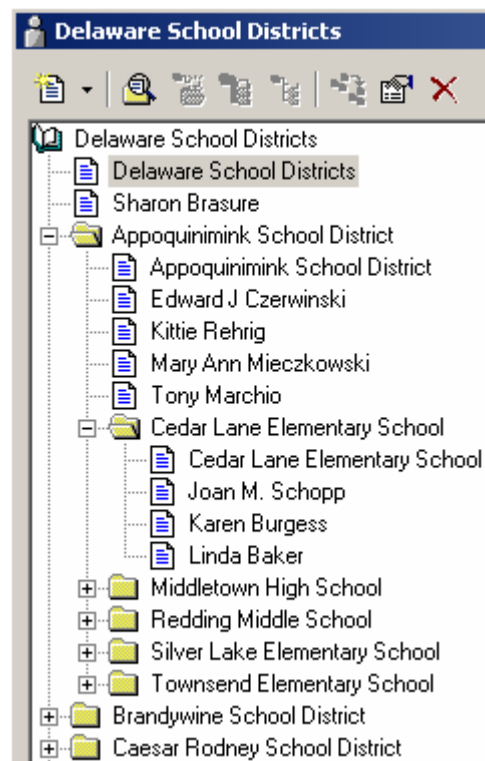 Delaware School Districts
Delaware School Districts
Delaware School Districts
Sharon Brasure
Appoquinimink School District
Appoquinimink School District
Edward J Czerwinski
Kittie Rehrig
Mary Ann Mieczkowski
Tony Marchio
Cedar Lane Elementary School
Cedar Lane Elementary School
Joan M. Schopp
Karen Burgess
Linda Baker
Middletown High School
Redding Middle School
Silver Lake Elementary School
Townsend Elementary School
Brandywine School District
Caesar Rodney School District